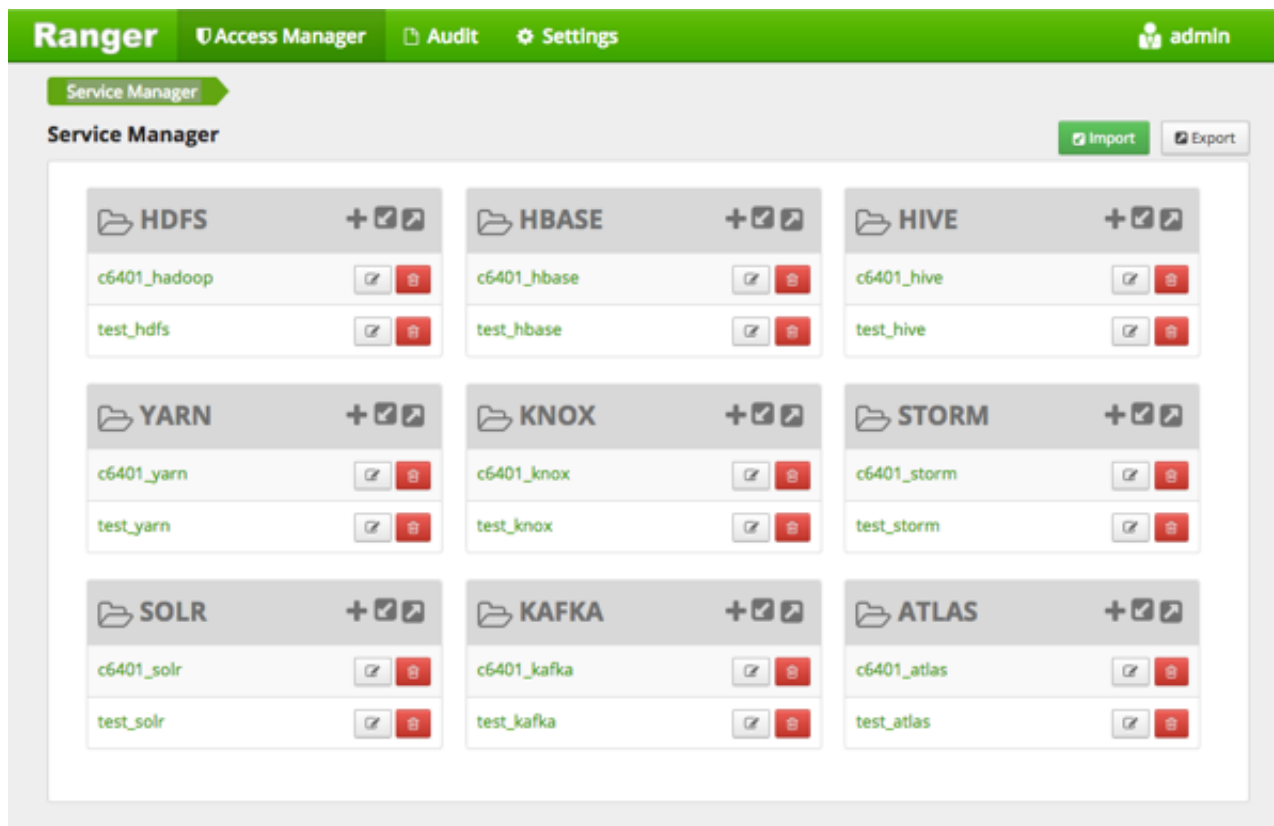 Ranger Access Manager Audit Settings admin
Service Manager
Service Manager Import Export
HDFS HBASE HIVE
c6401_hadoop c6401_hbase c6401_hive
test_hdfs test_hbase test_hive
YARN KNOX STORM
c6401_yarn c6401_knox c6401_storm
test_yarn test_knox test_storm
SOLR KAFKA ATLAS
c6401_solr c6401_kafka c6401_atlas
test_solr test_kafka test_atlas